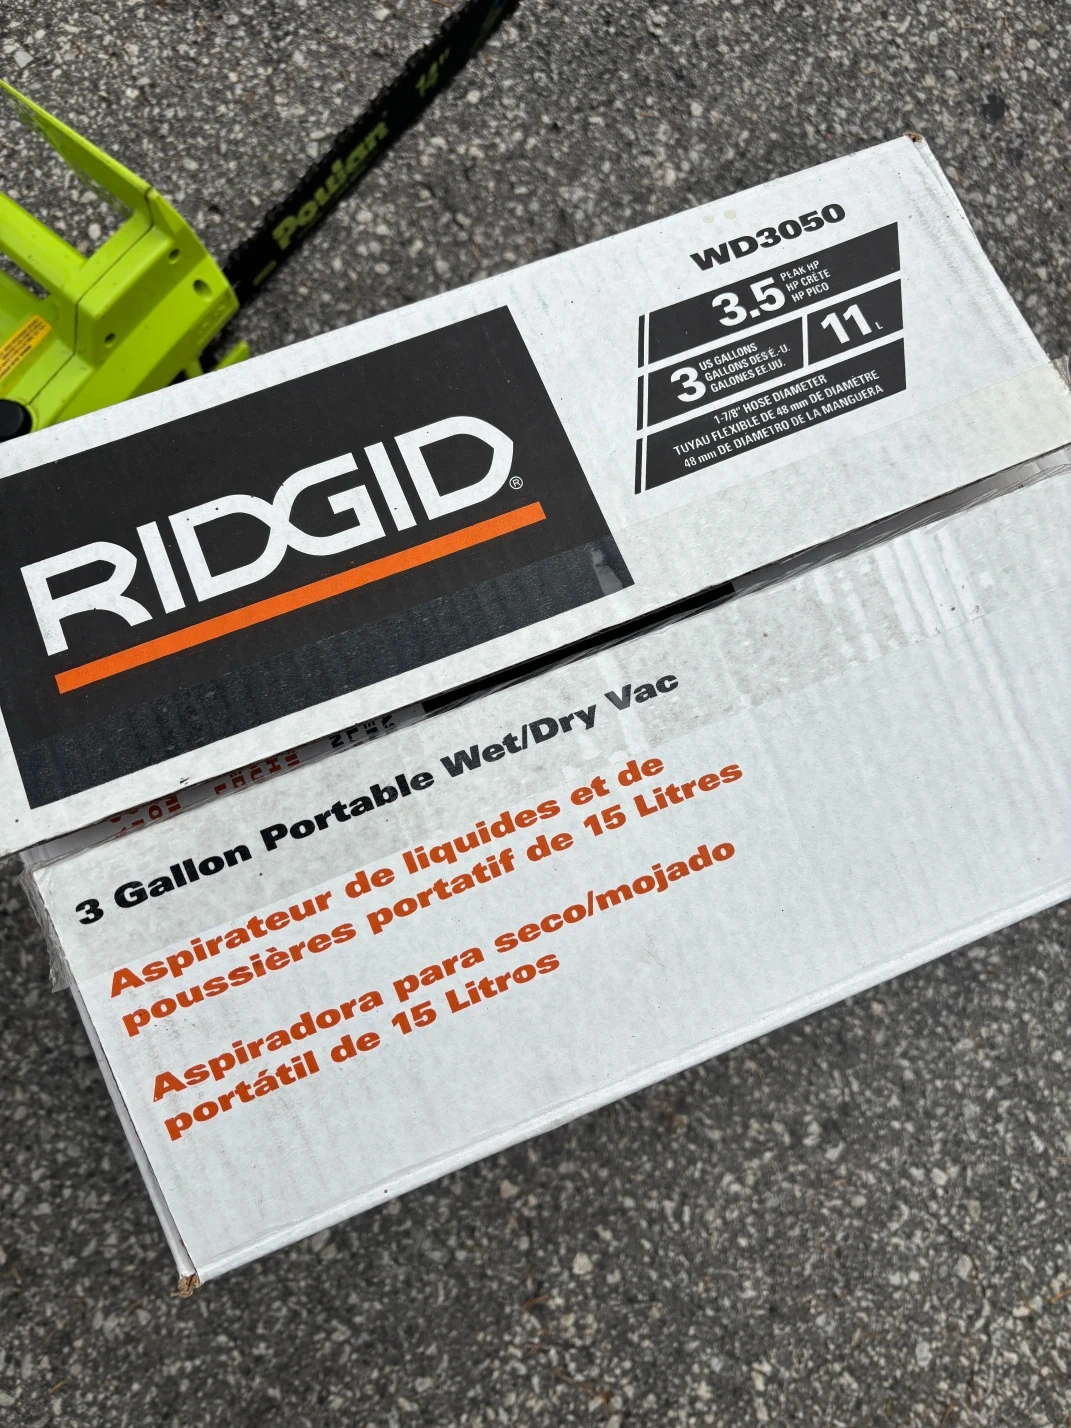 14"
Poulan
WD3050
3.5 PEAK HP
HP CRÊTE
HP PICO
3 US GALLONS
GALLONS DES É.-U.
GALONES EE.UU.
11 L
1-7/8" HOSE DIAMETER
TUYAU FLEXIBLE DE 48 mm DE DIAMÈTRE
48 mm DE DIÁMETRO DE LA MANGUERA
RIDGID®
3 Gallon Portable Wet/Dry Vac
Aspirateur de liquides et de
poussières portatif de 15 Litres
Aspiradora para seco/mojado
portátil de 15 Litros